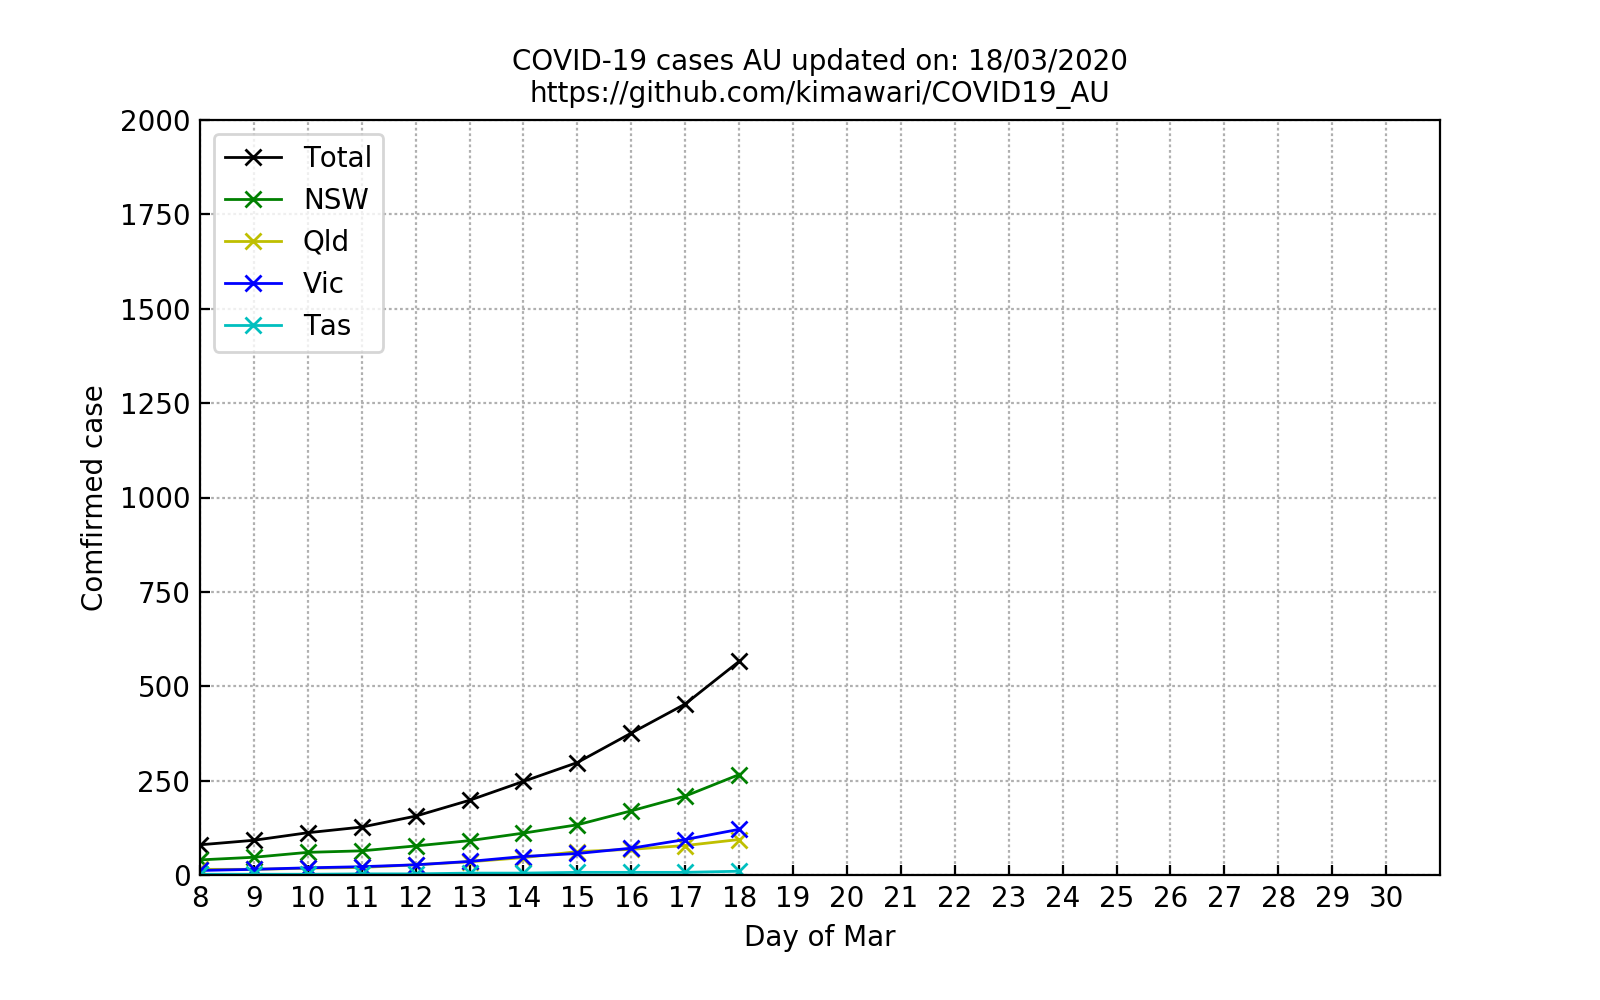 COVID-19 cases AU updated on: 18/03/2020
https://github.com/kimawari/COVID19_AU
2000
1750
1500
1250
1000
750
500
250
0
Comfirmed case
Total
NSW
Qld
Vic
Tas
8 9 10 11 12 13 14 15 16 17 18 19 20 21 22 23 24 25 26 27 28 29 30
Day of Mar